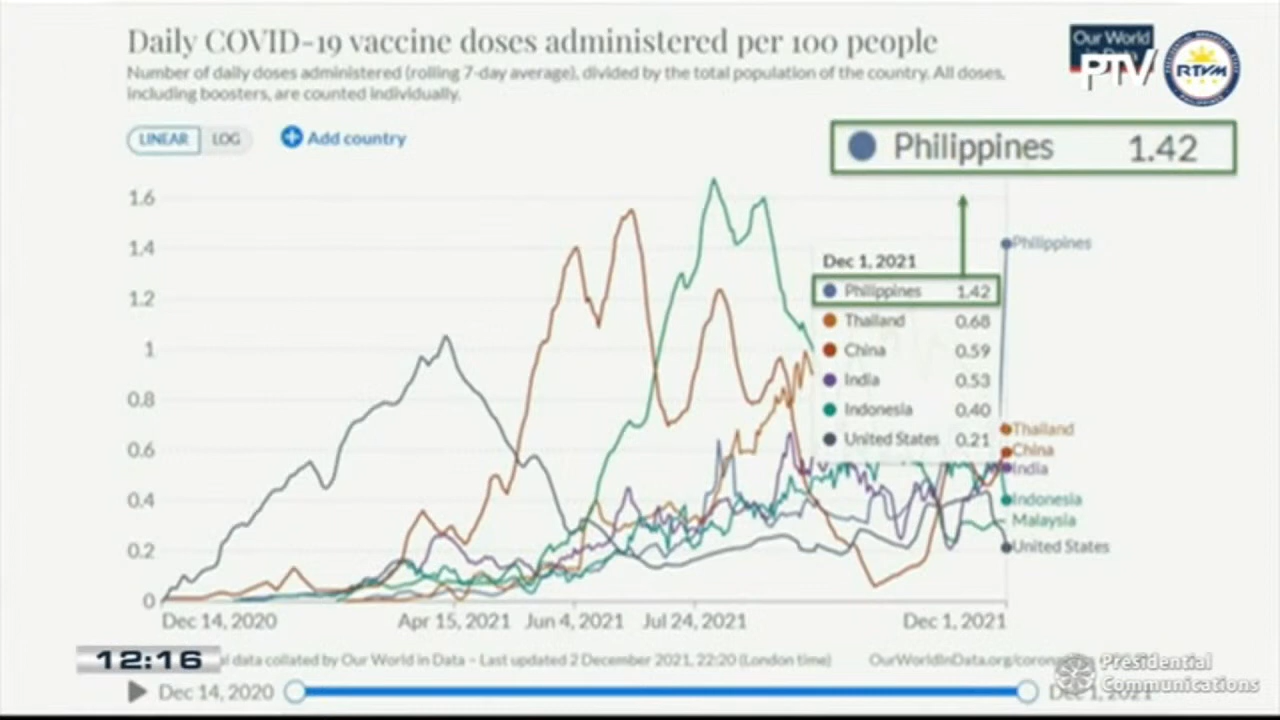 Daily COVID-19 vaccine doses administered per 100 people
Number of daily doses administered (rolling 7-day average), divided by the total population of the country. All doses,
including boosters, are counted individually.
Our World
PTV
RTVM
LINEAR
LOG
Add country
Philippines 1.42
1.6
1.4
1.2
1
0.8
0.6
0.4
0.2
0
Dec 1, 2021
Philippines 1.42
Thailand 0.68
China 0.59
India 0.53
Indonesia 0.40
United States 0.21
Philippines
Thailand
China
India
Indonesia
Malaysia
United States
Dec 14, 2020
Apr 15, 2021
Jun 4, 2021
Jul 24, 2021
Dec 1, 2021
12:16
data collated by Our World in Data – Last updated 2 December 2021, 22:20 (London time)
Presidential
Communications
Dec 14, 2020
Dec 1, 2021